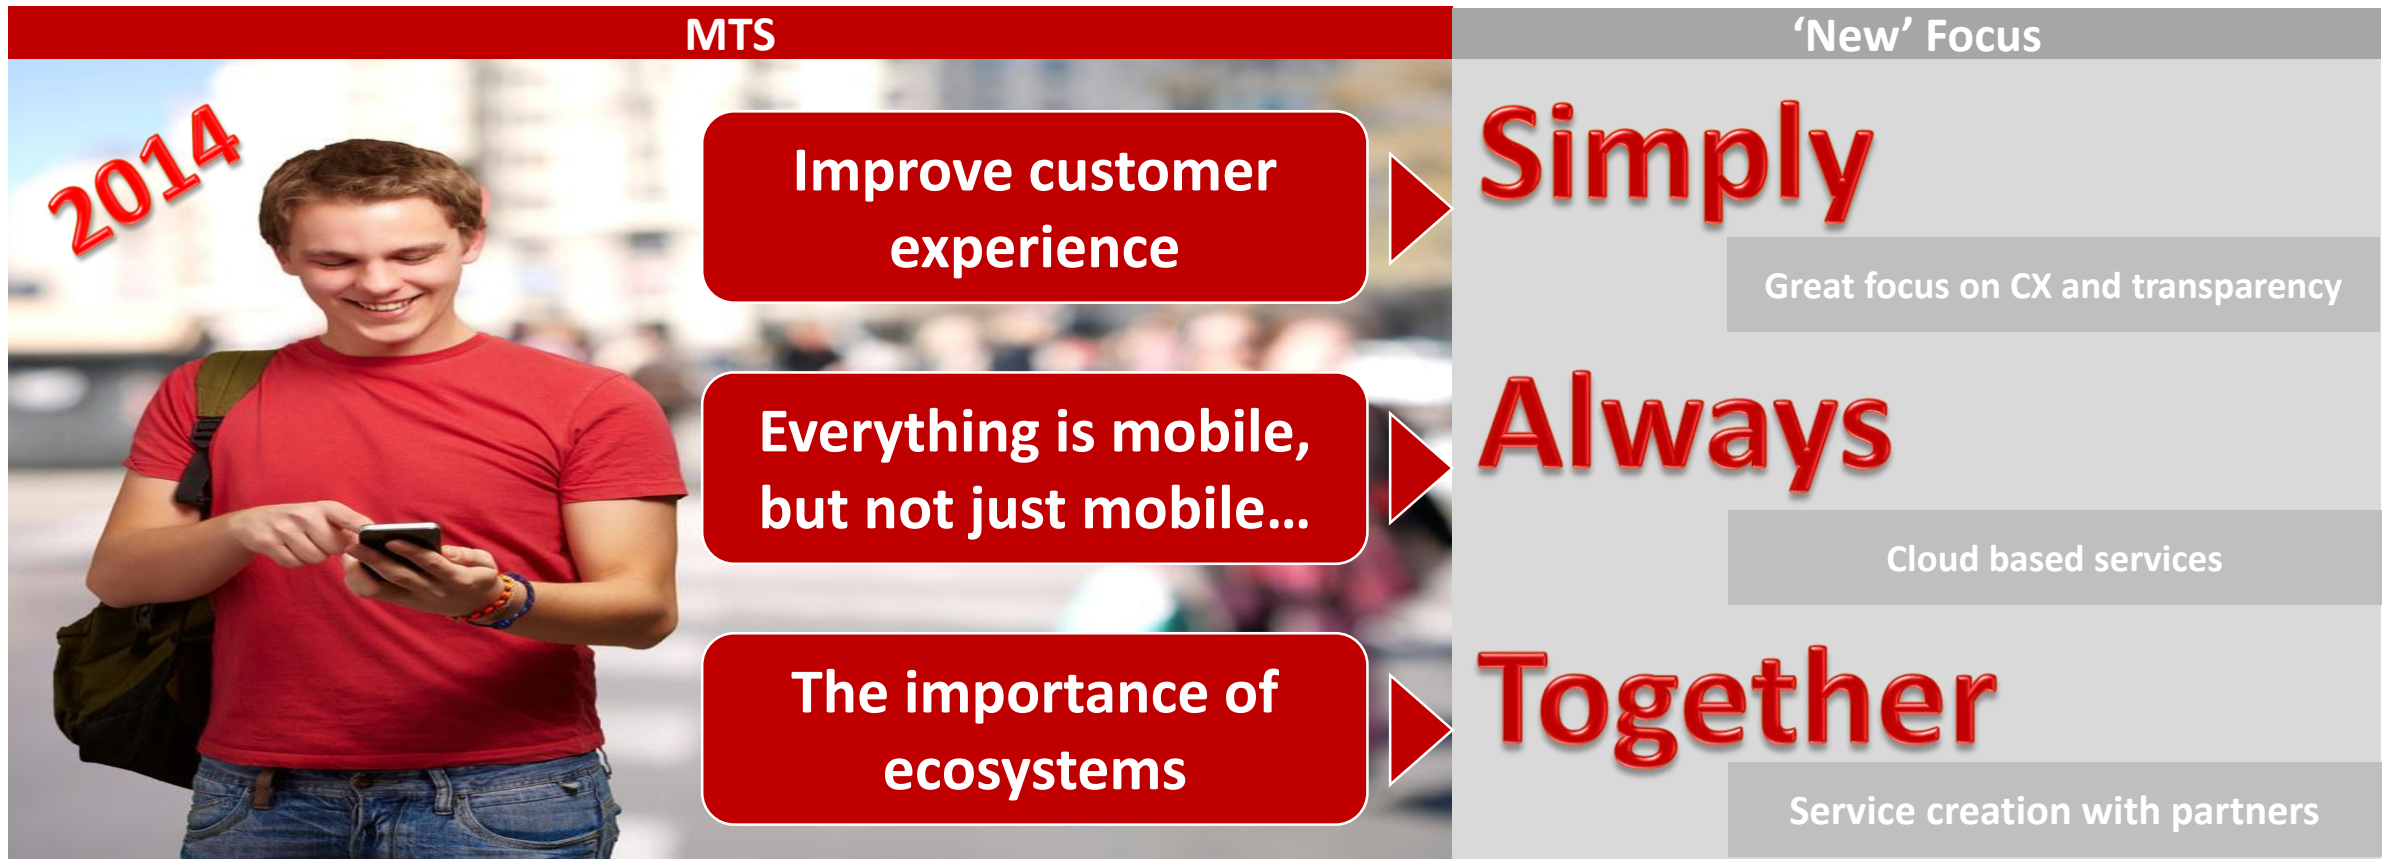 MTS
‘New’ Focus
2014
Improve customer
experience
Simply
Great focus on CX and transparency
Everything is mobile,
but not just mobile...
Always
Cloud based services
The importance of
ecosystems
Together
Service creation with partners